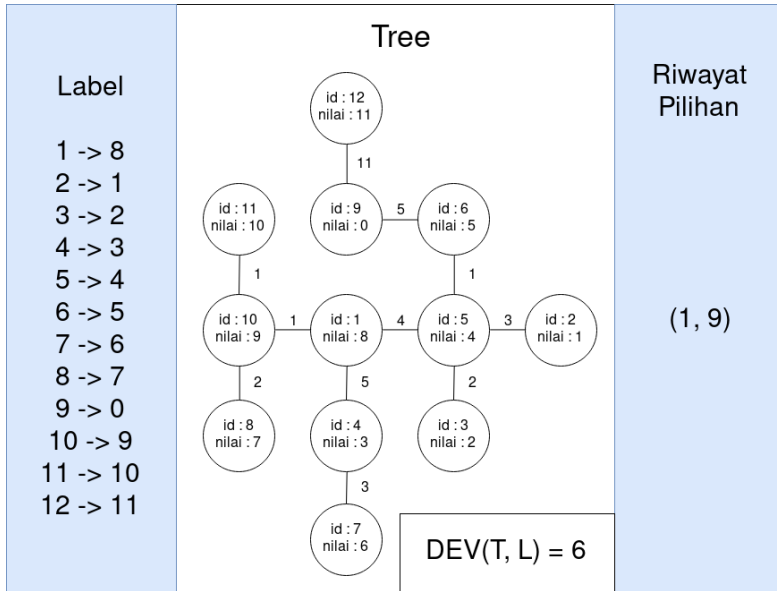 Label
1 -> 8
2 -> 1
3 -> 2
4 -> 3
5 -> 4
6 -> 5
7 -> 6
8 -> 7
9 -> 0
10 -> 9
11 -> 10
12 -> 11
Tree
id : 12
nilai : 11
11
id : 11
nilai : 10
id : 9
nilai : 0
5
id : 6
nilai : 5
1
1
id : 10
nilai : 9
1
id : 1
nilai : 8
4
id : 5
nilai : 4
3
id : 2
nilai : 1
2
5
2
id : 8
nilai : 7
id : 4
nilai : 3
id : 3
nilai : 2
3
id : 7
nilai : 6
DEV(T, L) = 6
Riwayat
Pilihan
(1, 9)